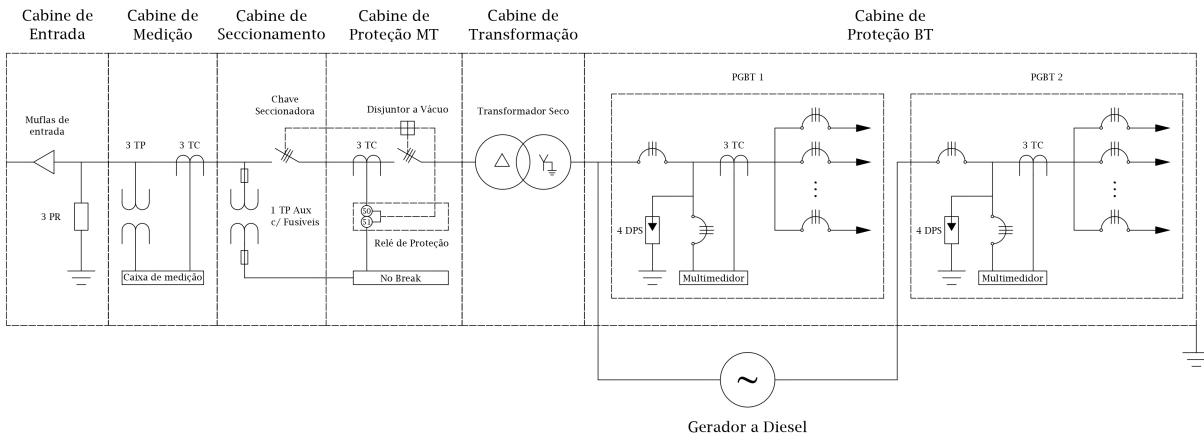 Cabine de
Entrada
Cabine de
Medição
Cabine de
Seccionamento
Cabine de
Proteção MT
Cabine de
Transformação
Cabine de
Proteção BT
PGBT 1
PGBT 2
Chave
Seccionadora
Disjuntor a Vácuo
Transformador Seco
Muflas de
entrada
3 TP
3 TC
3 TC
3 TC
3 TC
3 PR
1 TP Aux
c/ Fusíveis
50
51
Relé de Proteção
4 DPS
4 DPS
Caixa de medição
No Break
Multimedidor
Multimedidor
Gerador a Diesel